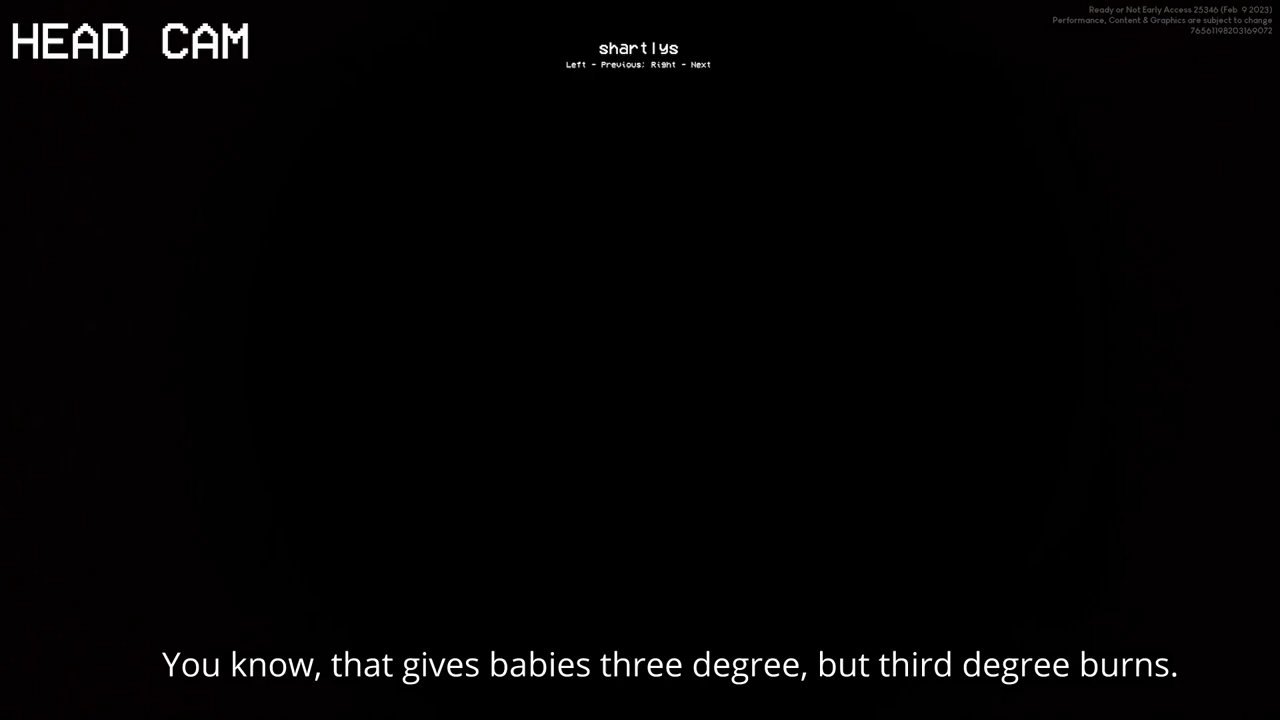 Ready or Not Early Access 25346 (Feb 9 2023)
Performance, Content & Graphics are subject to change
76561198203169072
HEAD CAM
shartlys
Left - Previous; Right - Next
You know, that gives babies three degree, but third degree burns.